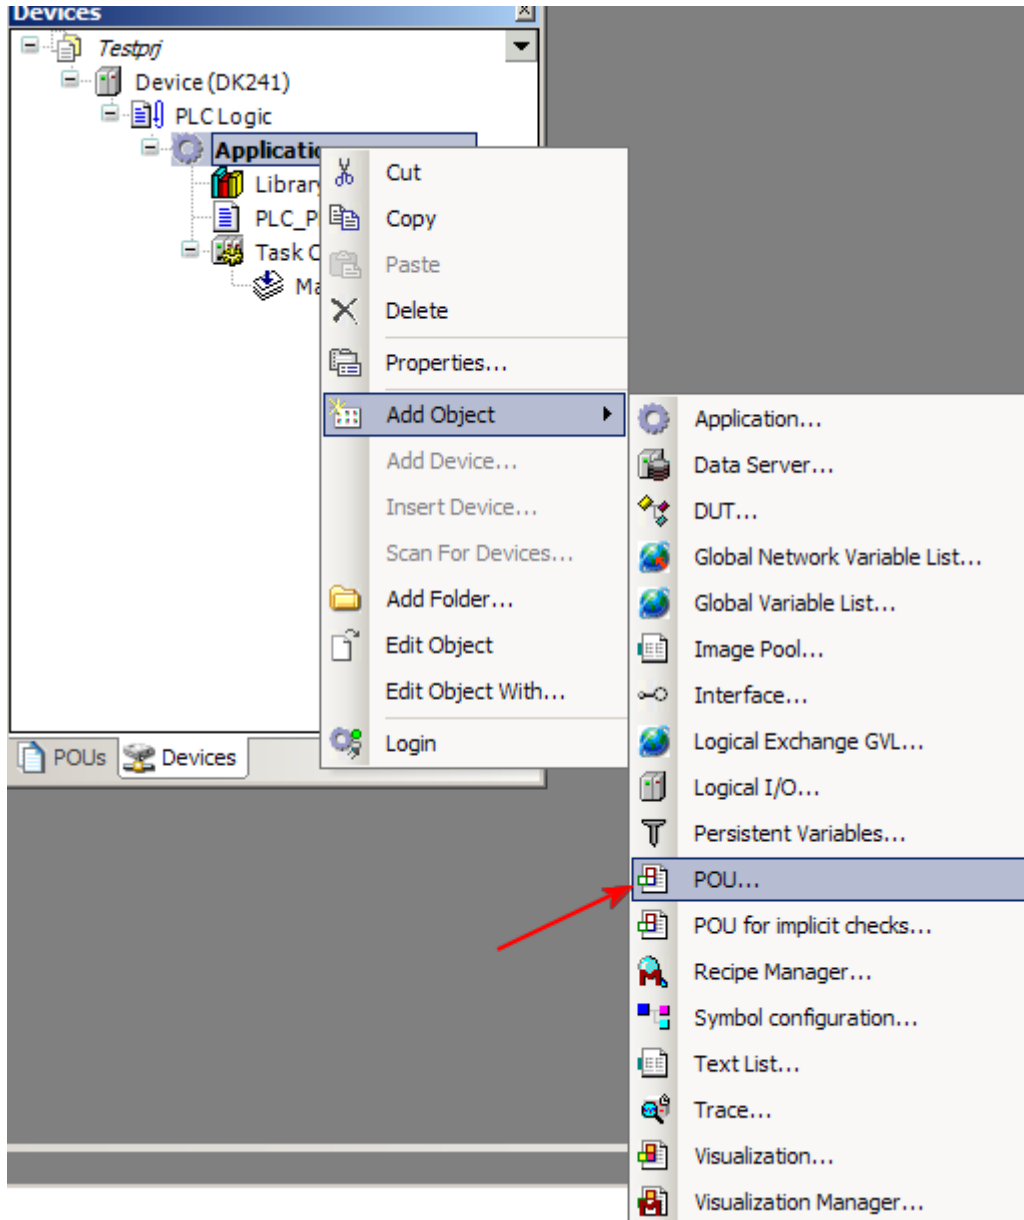 Devices
Testprj
Device (DK241)
PLC Logic
Application
Library
PLC_P
Task C
Ma
POUs
Devices
Cut
Copy
Paste
Delete
Properties...
Add Object
Add Device...
Insert Device...
Scan For Devices...
Add Folder...
Edit Object
Edit Object With...
Login
Application...
Data Server...
DUT...
Global Network Variable List...
Global Variable List...
Image Pool...
Interface...
Logical Exchange GVL...
Logical I/O...
Persistent Variables...
POU...
POU for implicit checks...
Recipe Manager...
Symbol configuration...
Text List...
Trace...
Visualization...
Visualization Manager...